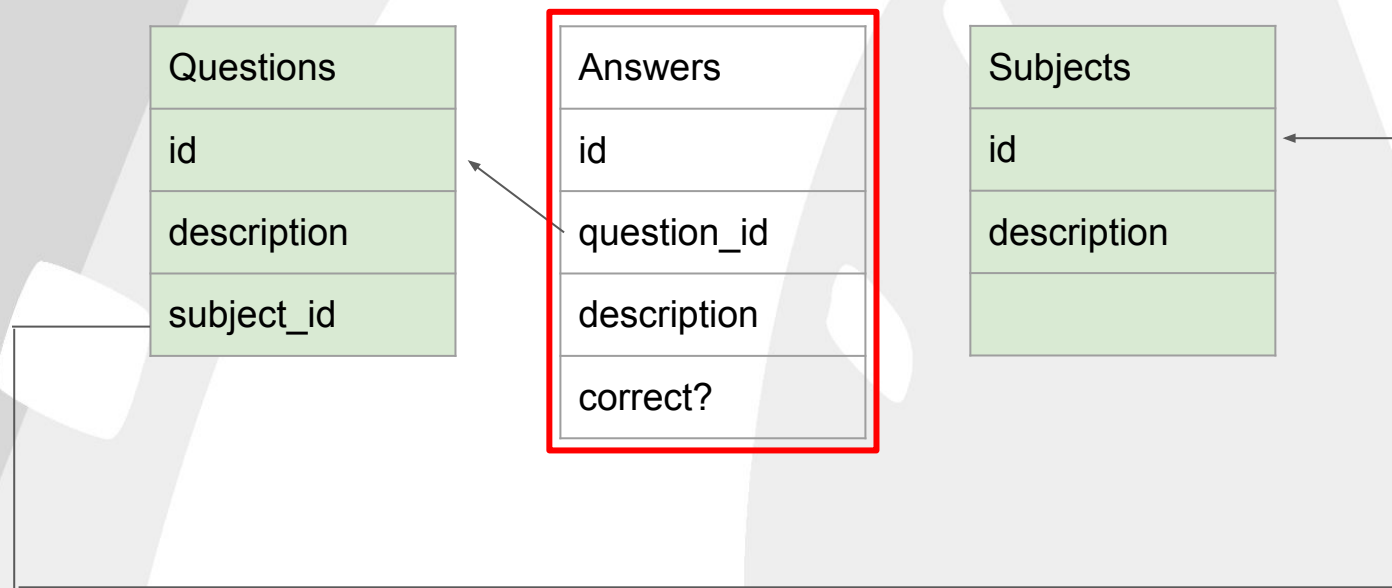 Questions
id
description
subject_id
Answers
id
question_id
description
correct?
Subjects
id
description